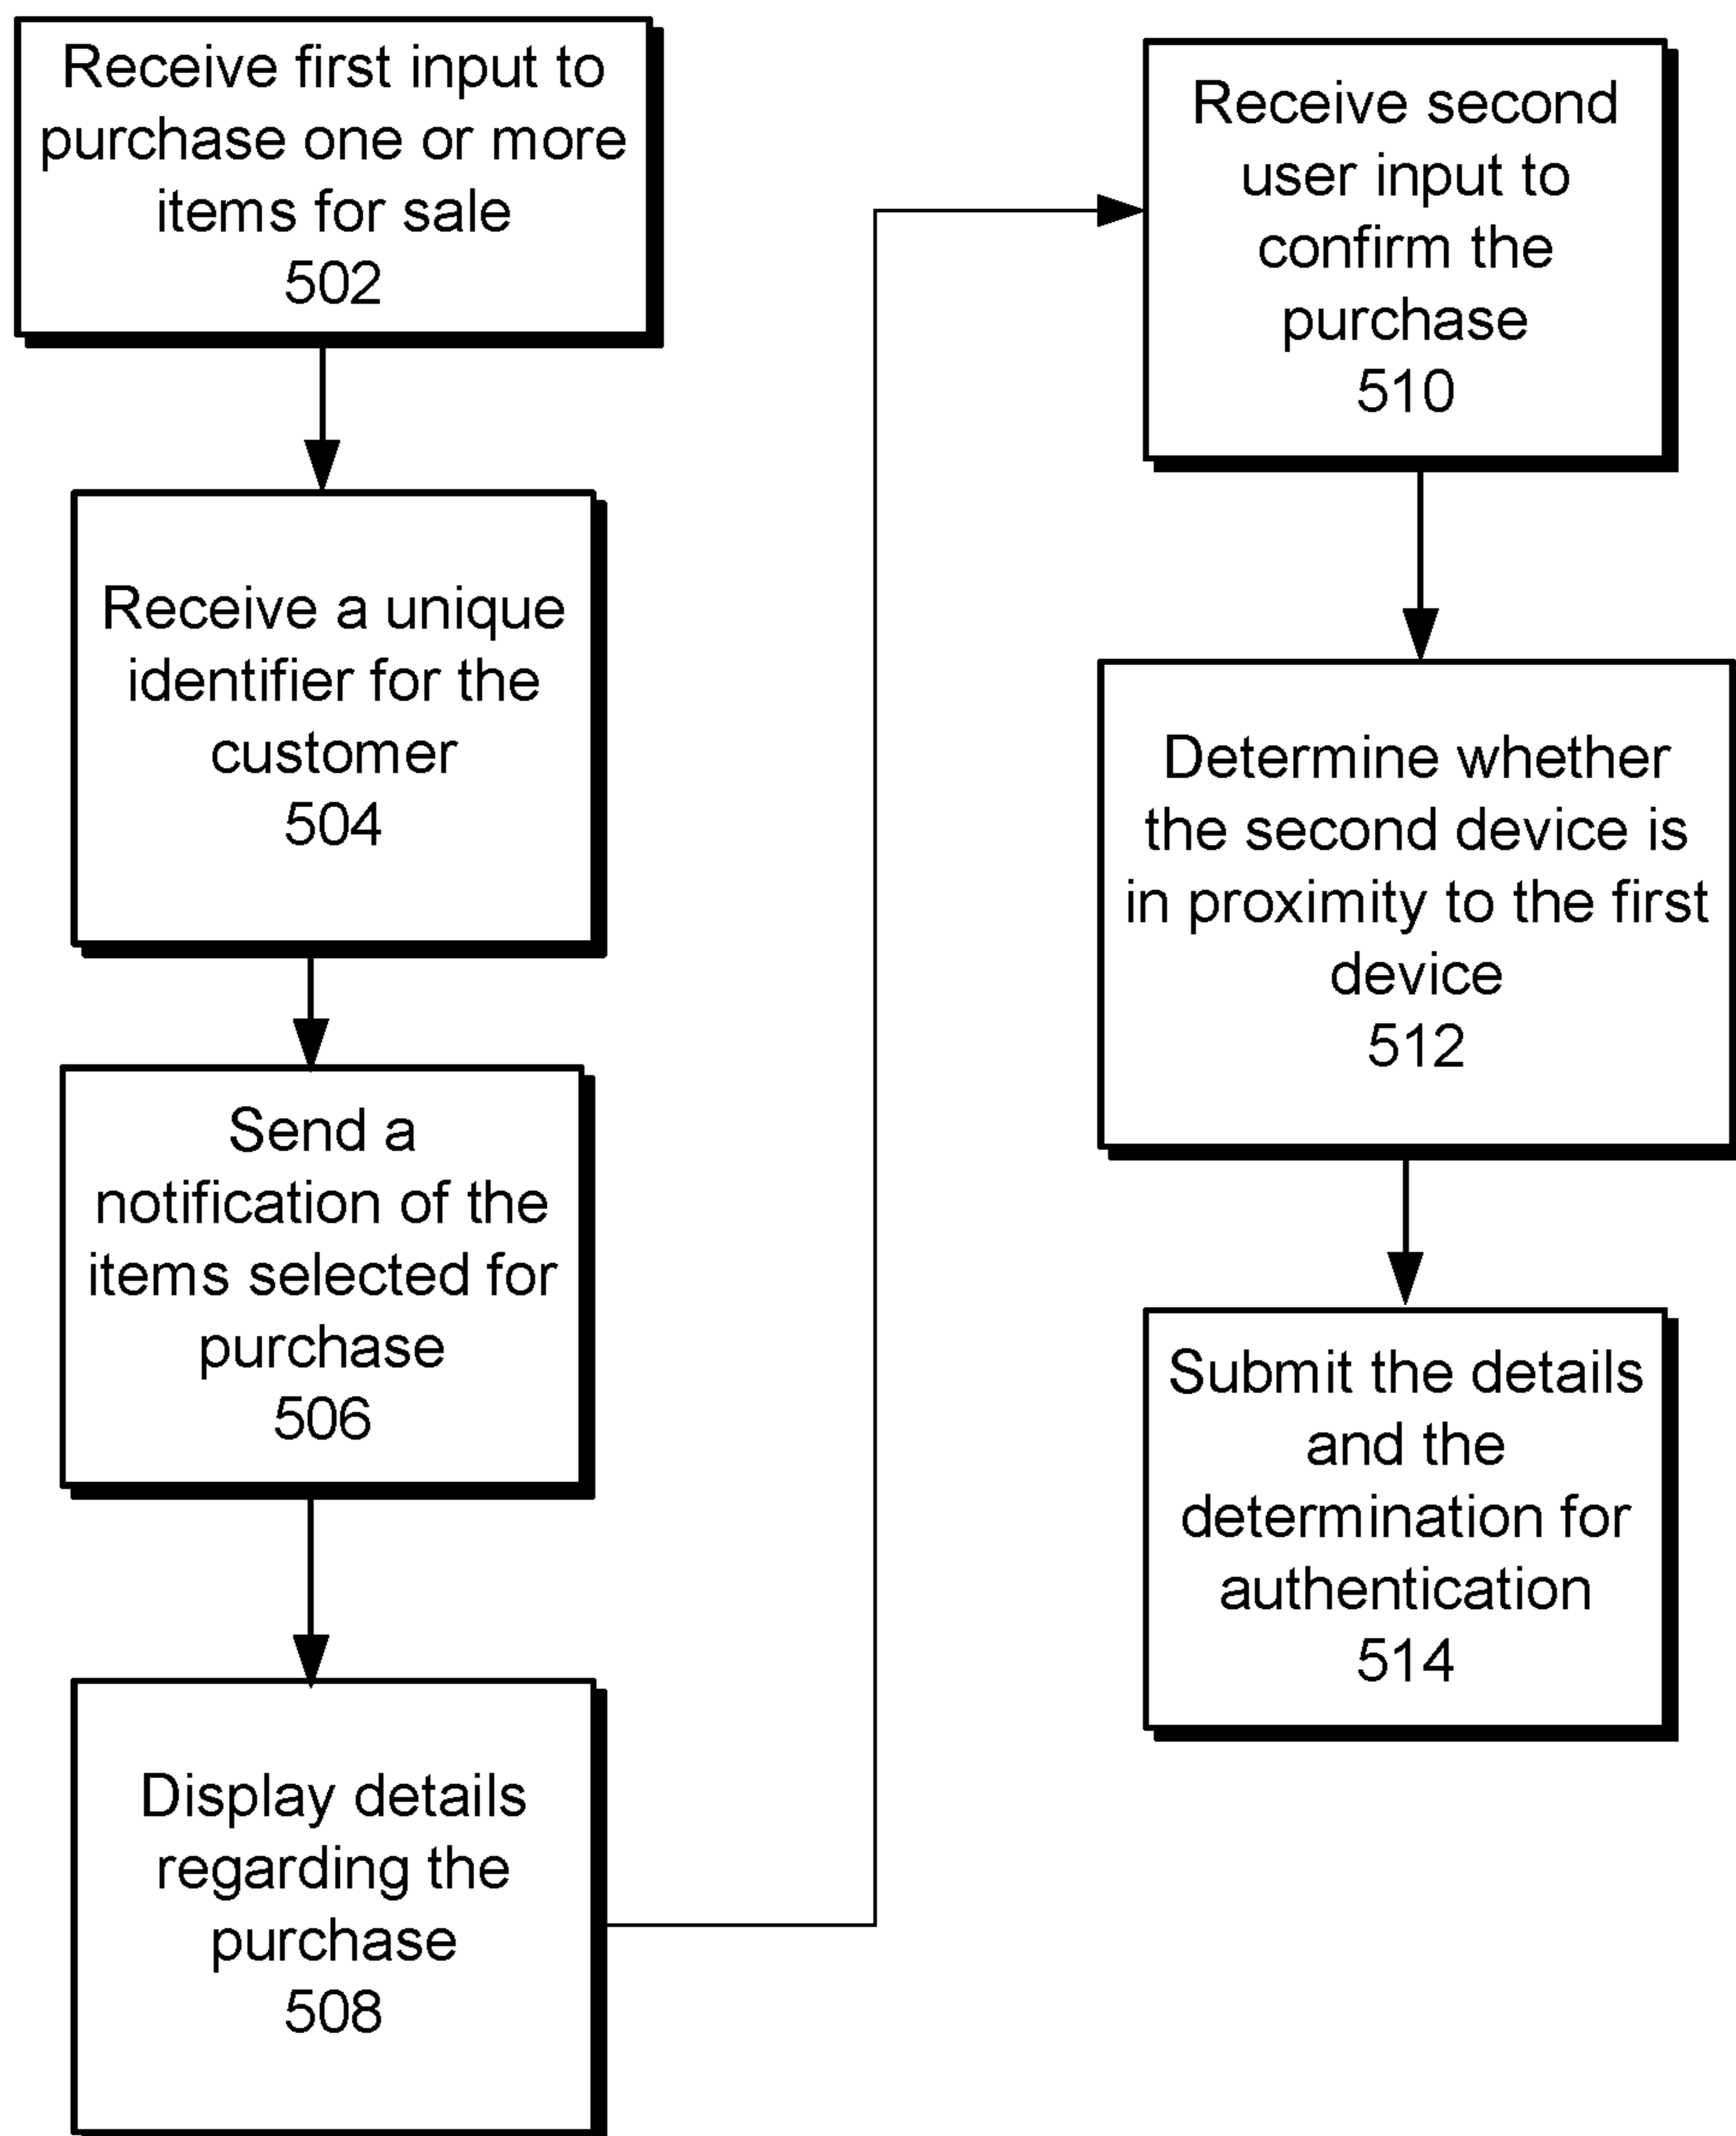 Receive first input to
purchase one or more
items for sale
502
Receive a unique
identifier for the
customer
504
Send a
notification of the
items selected for
purchase
506
Display details
regarding the
purchase
508
Receive second
user input to
confirm the
purchase
510
Determine whether
the second device is
in proximity to the first
device
512
Submit the details
and the
determination for
authentication
514